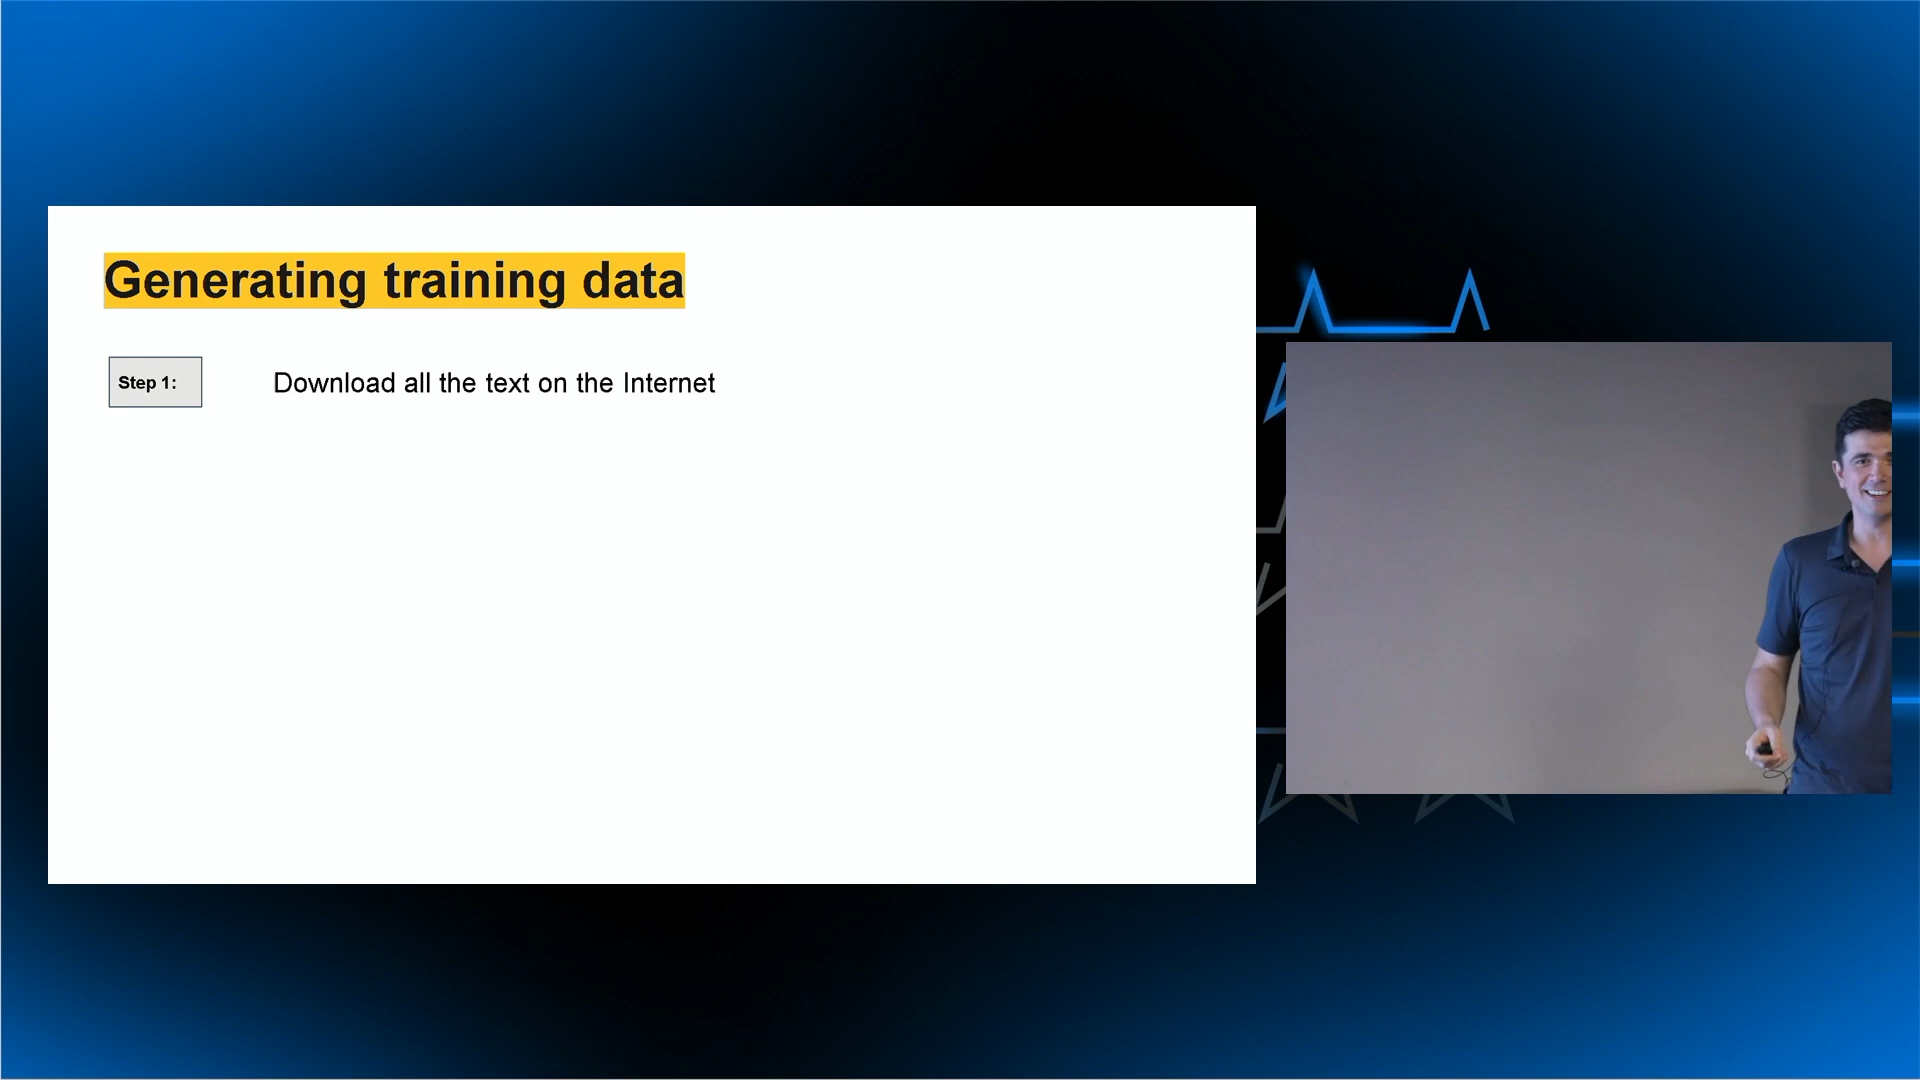 Generating training data
Step 1:
Download all the text on the Internet